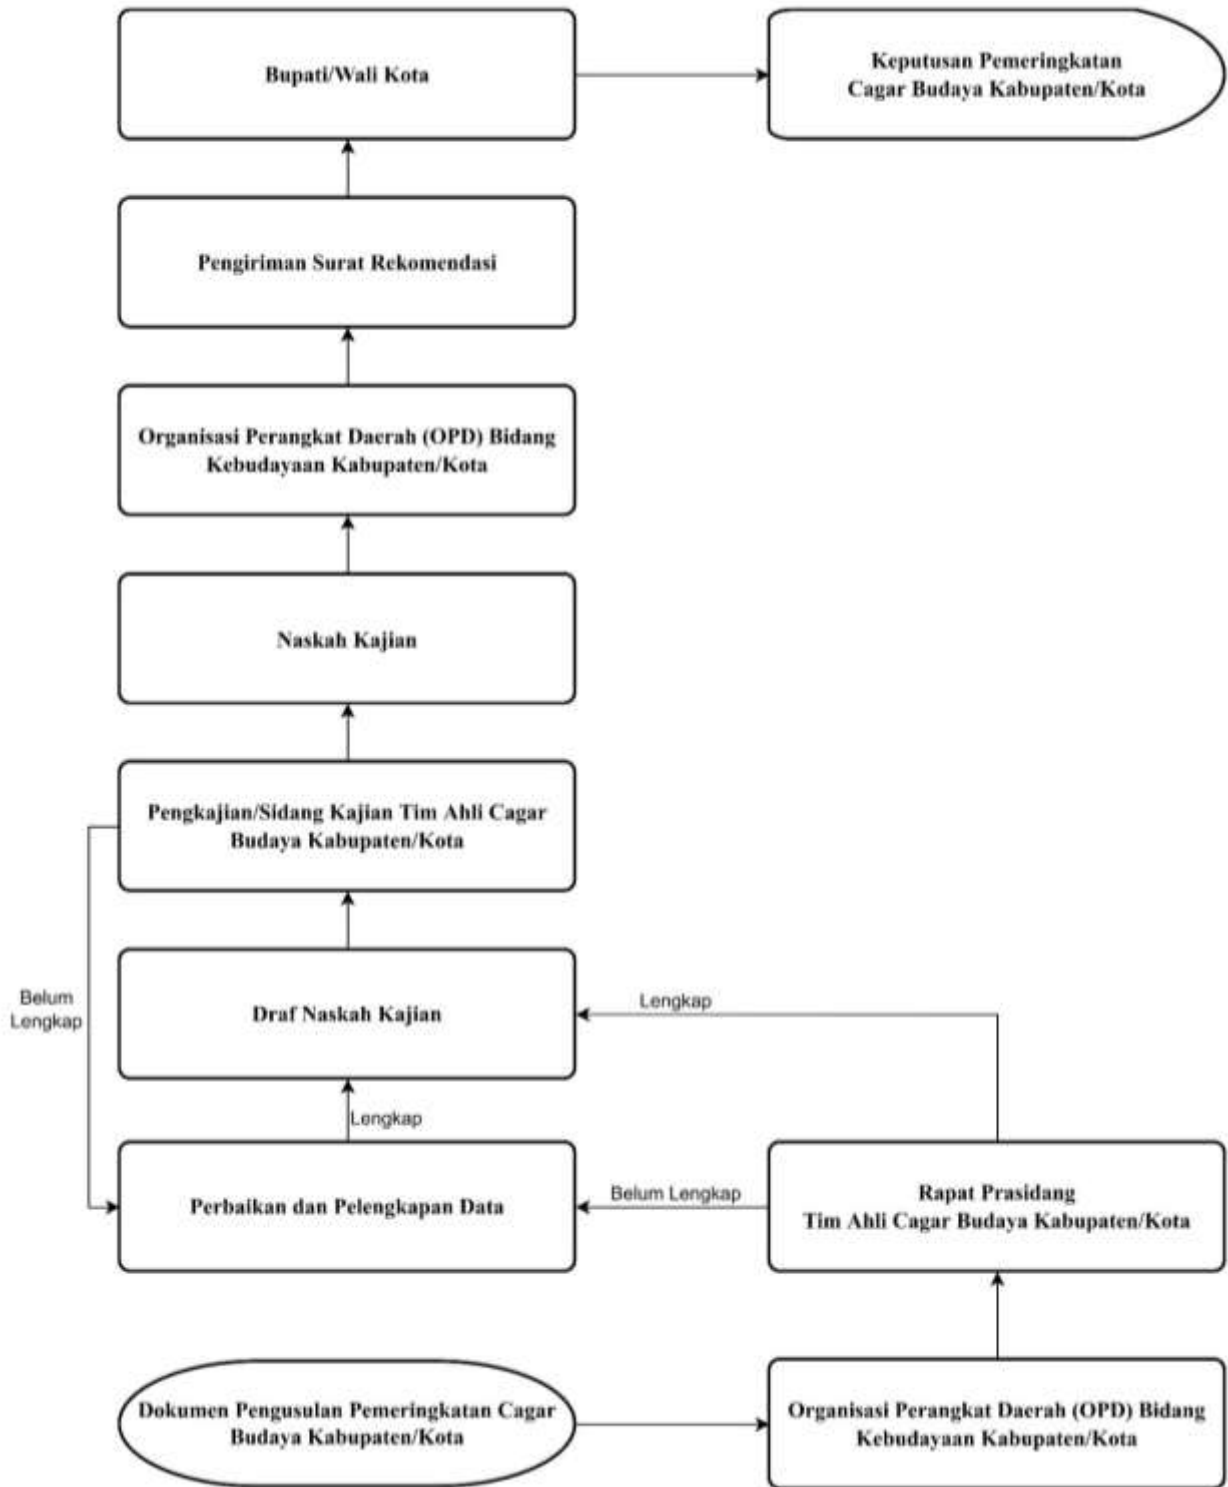 Bupati/Wali Kota
Keputusan Pemeringkatan
Cagar Budaya Kabupaten/Kota
Pengiriman Surat Rekomendasi
Organisasi Perangkat Daerah (OPD) Bidang
Kebudayaan Kabupaten/Kota
Naskah Kajian
Pengkajian/Sidang Kajian Tim Ahli Cagar
Budaya Kabupaten/Kota
Belum
Lengkap
Draf Naskah Kajian
Lengkap
Lengkap
Perbaikan dan Pelengkapan Data
Belum Lengkap
Rapat Prasidang
Tim Ahli Cagar Budaya Kabupaten/Kota
Dokumen Pengusulan Pemeringkatan Cagar
Budaya Kabupaten/Kota
Organisasi Perangkat Daerah (OPD) Bidang
Kebudayaan Kabupaten/Kota